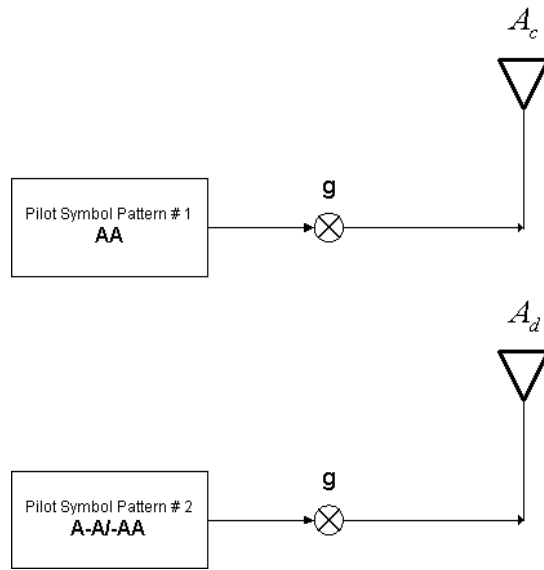 A_c
g
Pilot Symbol Pattern # 1
AA
A_d
g
Pilot Symbol Pattern # 2
A-A/-AA